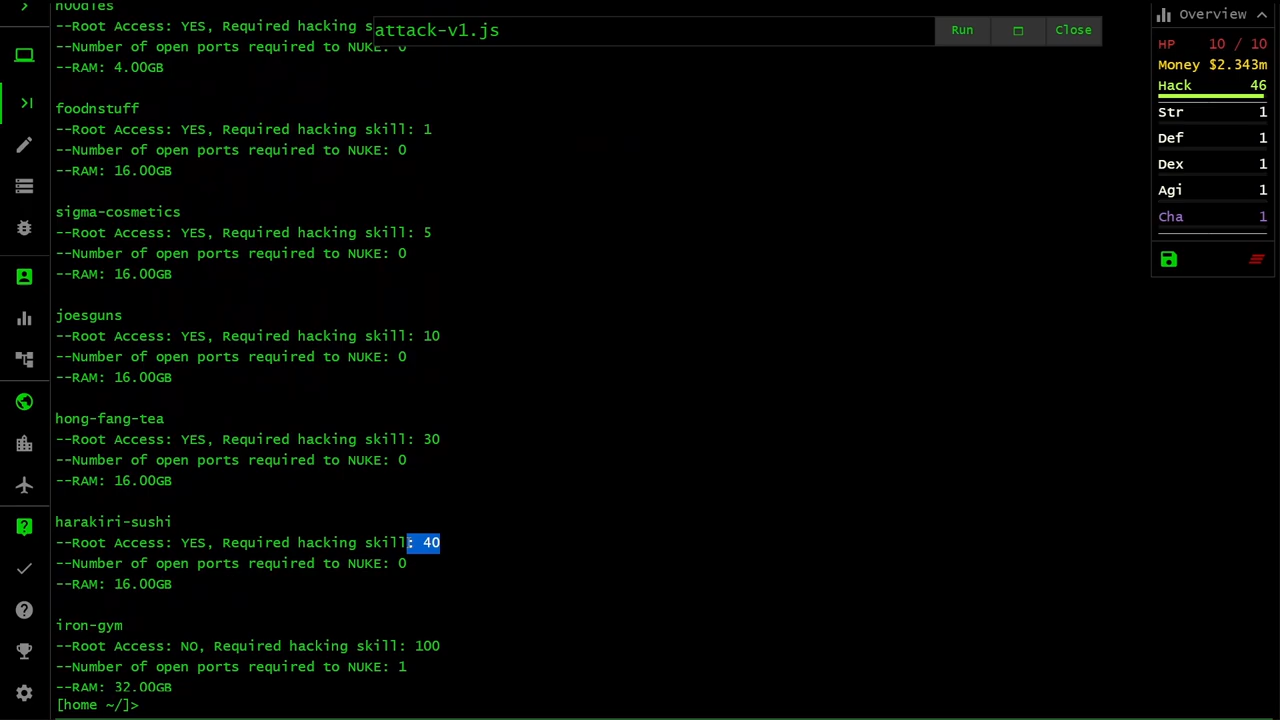 noodles
--Root Access: YES, Required hacking s
attack-v1.js
Run
Close
--Number of open ports required to NUKE: 0
--RAM: 4.00GB
foodnstuff
--Root Access: YES, Required hacking skill: 1
--Number of open ports required to NUKE: 0
--RAM: 16.00GB
sigma-cosmetics
--Root Access: YES, Required hacking skill: 5
--Number of open ports required to NUKE: 0
--RAM: 16.00GB
joesguns
--Root Access: YES, Required hacking skill: 10
--Number of open ports required to NUKE: 0
--RAM: 16.00GB
hong-fang-tea
--Root Access: YES, Required hacking skill: 30
--Number of open ports required to NUKE: 0
--RAM: 16.00GB
harakiri-sushi
--Root Access: YES, Required hacking skill: 40
--Number of open ports required to NUKE: 0
--RAM: 16.00GB
iron-gym
--Root Access: NO, Required hacking skill: 100
--Number of open ports required to NUKE: 1
--RAM: 32.00GB
[home ~/]>
Overview
HP 10 / 10
Money $2.343m
Hack 46
Str 1
Def 1
Dex 1
Agi 1
Cha 1